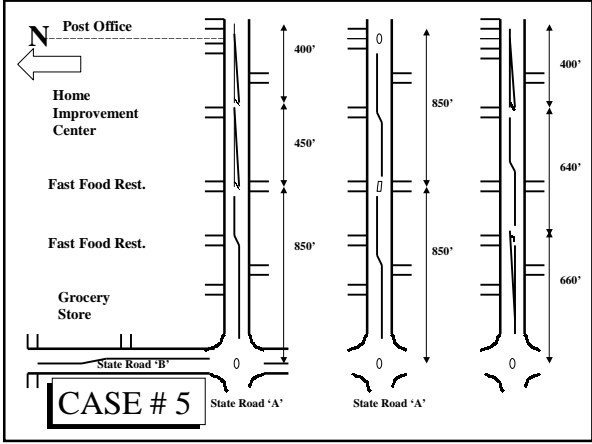 N
Post Office
Home
Improvement
Center
Fast Food Rest.
Fast Food Rest.
Grocery
Store
400’
450’
850’
850’
850’
400’
640’
660’
State Road ‘B’
CASE # 5
State Road ‘A’
State Road ‘A’